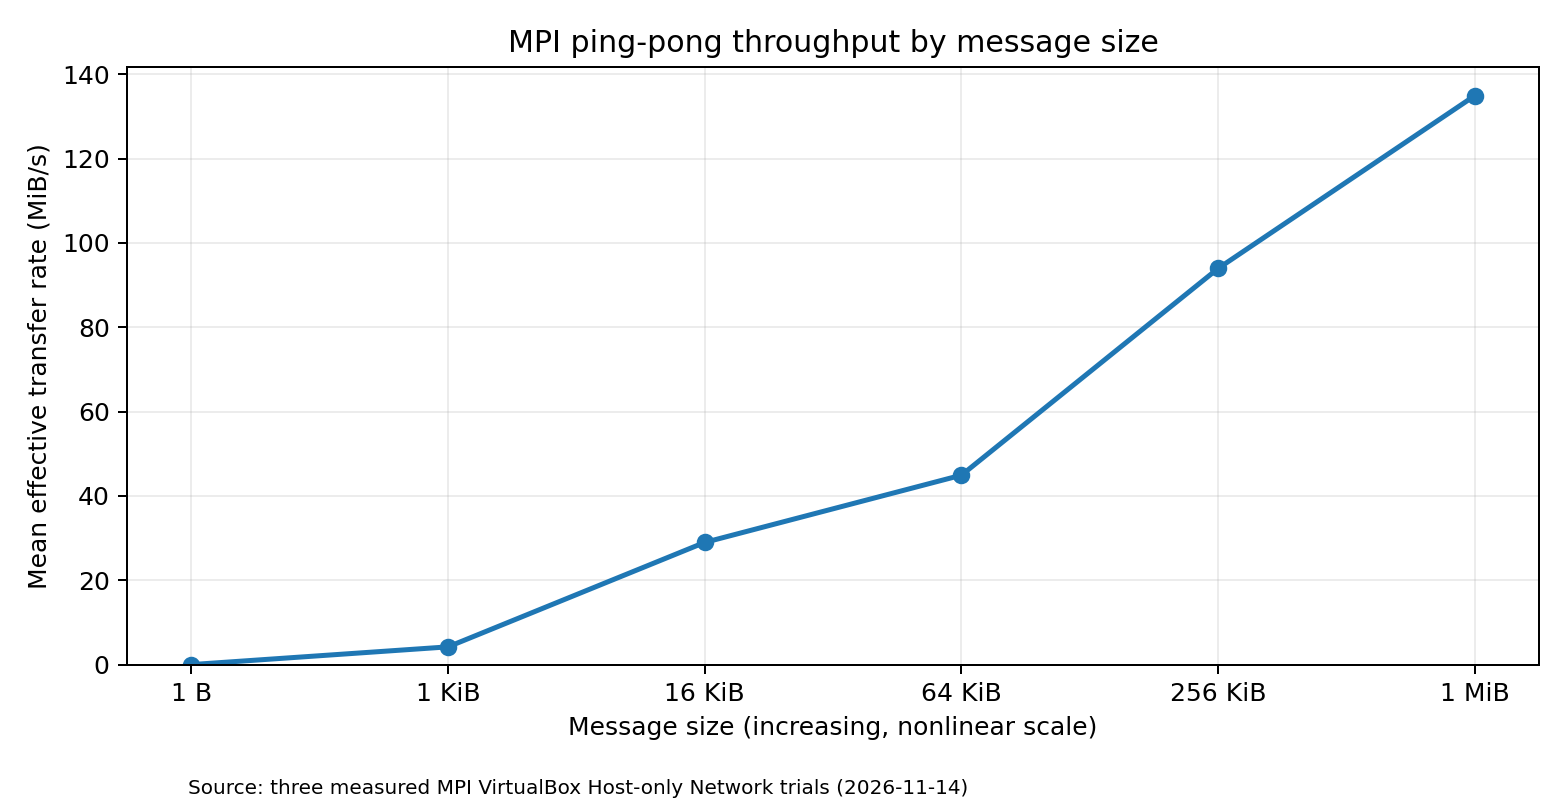 MPI ping-pong throughput by message size
Mean effective transfer rate (MiB/s)
140
120
100
80
60
40
20
0
1 B 1 KiB 16 KiB 64 KiB 256 KiB 1 MiB
Message size (increasing, nonlinear scale)
Source: three measured MPI VirtualBox Host-only Network trials (2026-11-14)